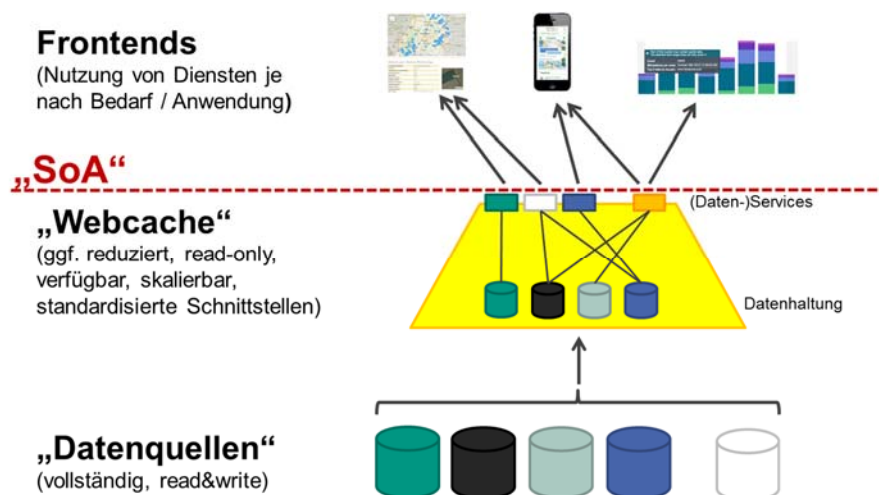 Frontends
(Nutzung von Diensten je
nach Bedarf / Anwendung)
„SoA“
„Webcache“
(ggf. reduziert, read-only,
verfügbar, skalierbar,
standardisierte Schnittstellen)
(Daten-)Services
Datenhaltung
„Datenquellen“
(vollständig, read&write)